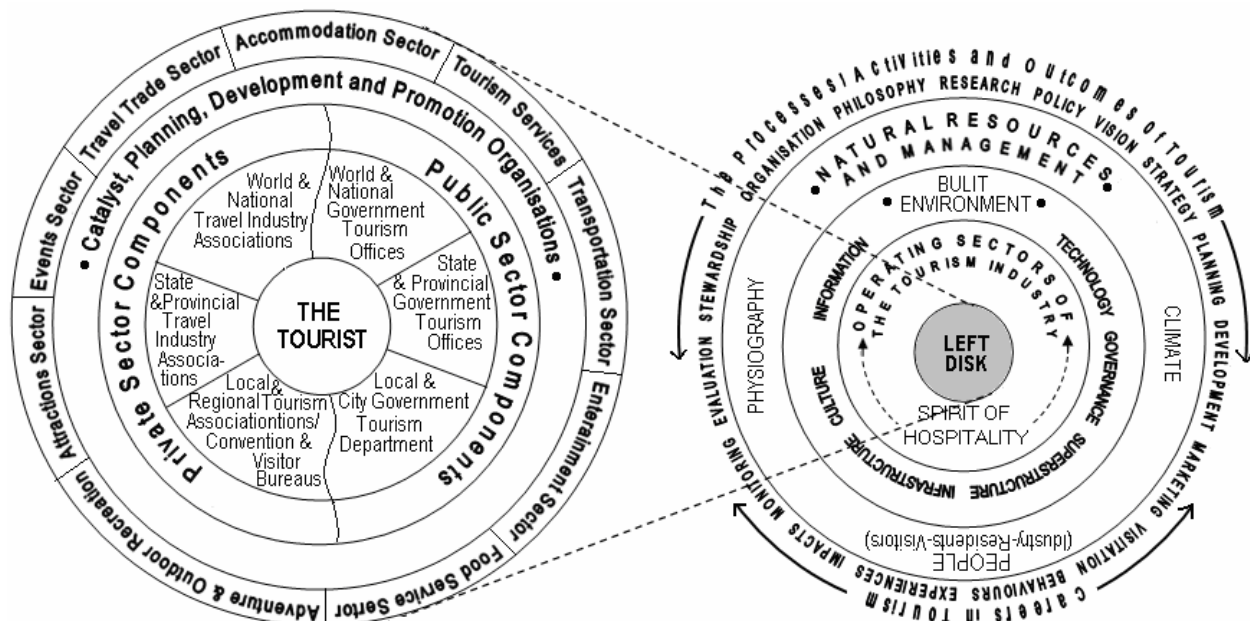 Accommodation Sector
Tourism Services
Transportation Sector
Enterainment Sector
Food Service Sertor
Adventure & Outdoor Recreation
Attractions Sector
Events Sector
Travel Trade Sector
• Catalyst, Planning, Development and Promotion Organisations •
Private Sector Components
Public Sector Components
World &
National
Travel Industry
Associations
World &
National
Government
Tourism
Offices
State
&Provincial
Travel
Industry
Associa-
tions
State
& Provincial
Government
Tourism
Offices
Local &
Regional Tourism
Associationtions/
Convention &
Visitor
Bureaus
Local &
City Government
Tourism
Department
THE
TOURIST
The Processes/Activities and Outcomes of Tourism
ORGANISATION PHILOSOPHY RESEARCH POLICY VISION STRATEGY PLANNING DEVELOPMENT MARKETING VISITATION BEHAVIOURS EXPERIENCES IMPACTS MONITORING EVALUATION STEWARDSHIP
• NATURAL RESOURCES •
AND MANAGEMENT
BULIT
• ENVIRONMENT •
INFORMATION
TECHNOLOGY
GOVERNANCE
SUPERSTRUCTURE
INFRASTRUCTURE
CULTURE
OPERATING SECTORS OF
THE TOURISM INDUSTRY
LEFT
DISK
SPIRIT OF
HOSPITALITY
PHYSIOGRAPHY
CLIMATE
PEOPLE
(Idustry-Residents-Visitors)
Careers in Tourism